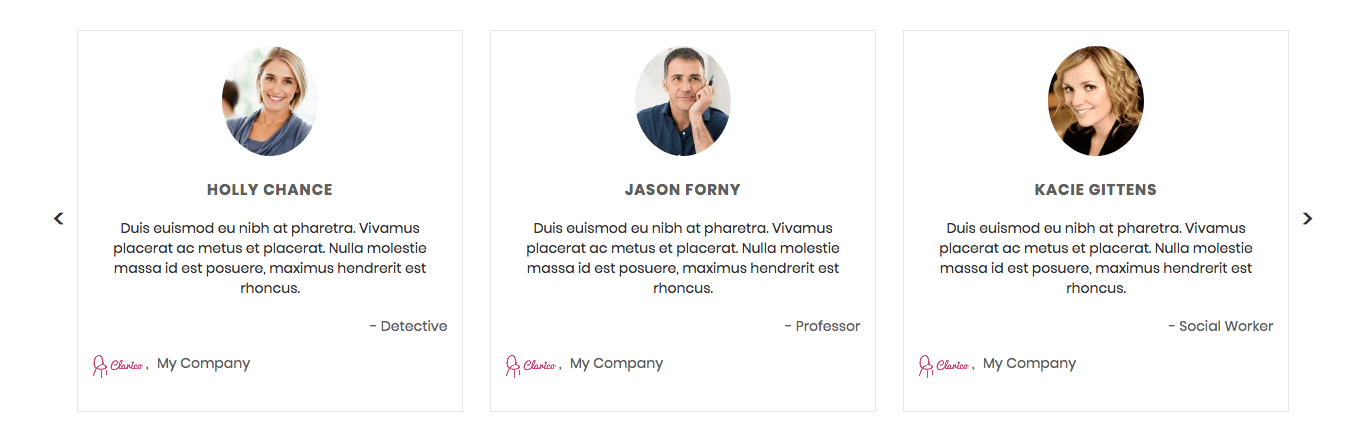 HOLLY CHANCE
Duis euismod eu nibh at pharetra. Vivamus
placerat ac metus et placerat. Nulla molestie
massa id est posuere, maximus hendrerit est
rhoncus.
- Detective
Clarico , My Company
JASON FORNY
Duis euismod eu nibh at pharetra. Vivamus
placerat ac metus et placerat. Nulla molestie
massa id est posuere, maximus hendrerit est
rhoncus.
- Professor
Clarico , My Company
KACIE GITTENS
Duis euismod eu nibh at pharetra. Vivamus
placerat ac metus et placerat. Nulla molestie
massa id est posuere, maximus hendrerit est
rhoncus.
- Social Worker
Clarico , My Company